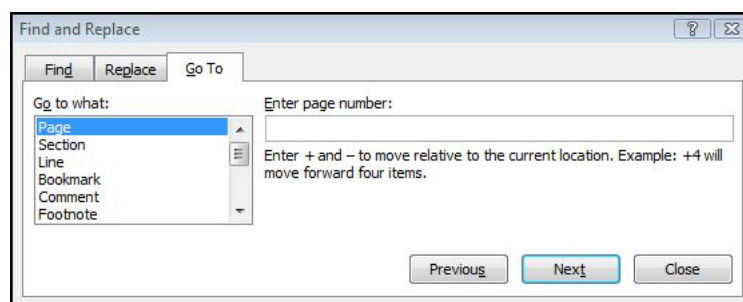 Find and Replace
Find Replace Go To
Go to what:
Page
Section
Line
Bookmark
Comment
Footnote
Enter page number:
Enter + and – to move relative to the current location. Example: +4 will
move forward four items.
Previous Next Close